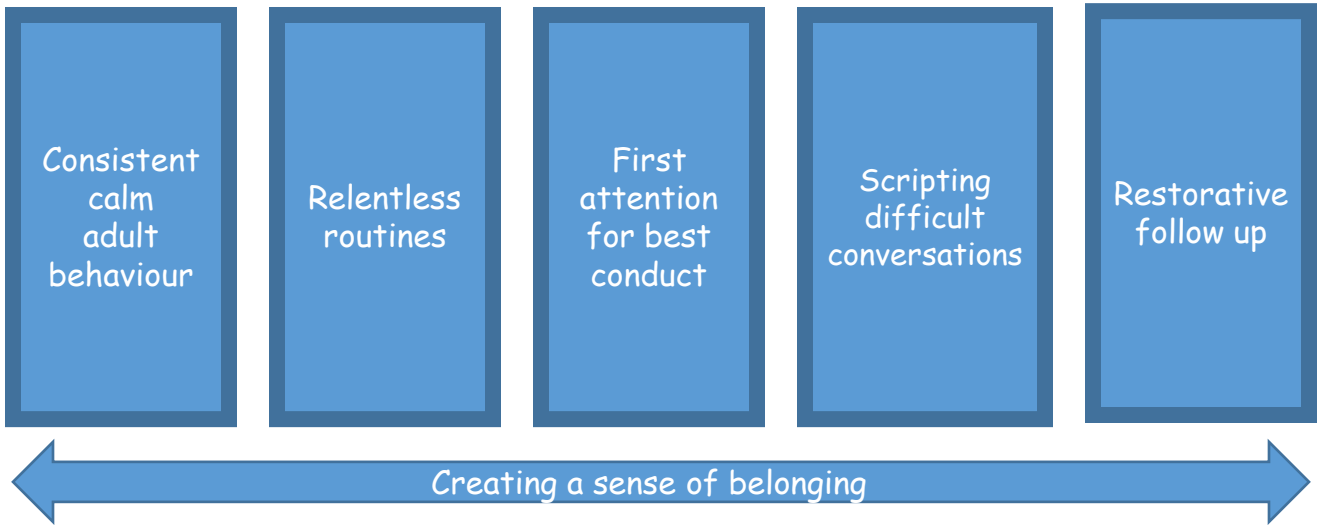 Consistent
calm
adult
behaviour
Relentless
routines
First
attention
for best
conduct
Scripting
difficult
conversations
Restorative
follow up
Creating a sense of belonging